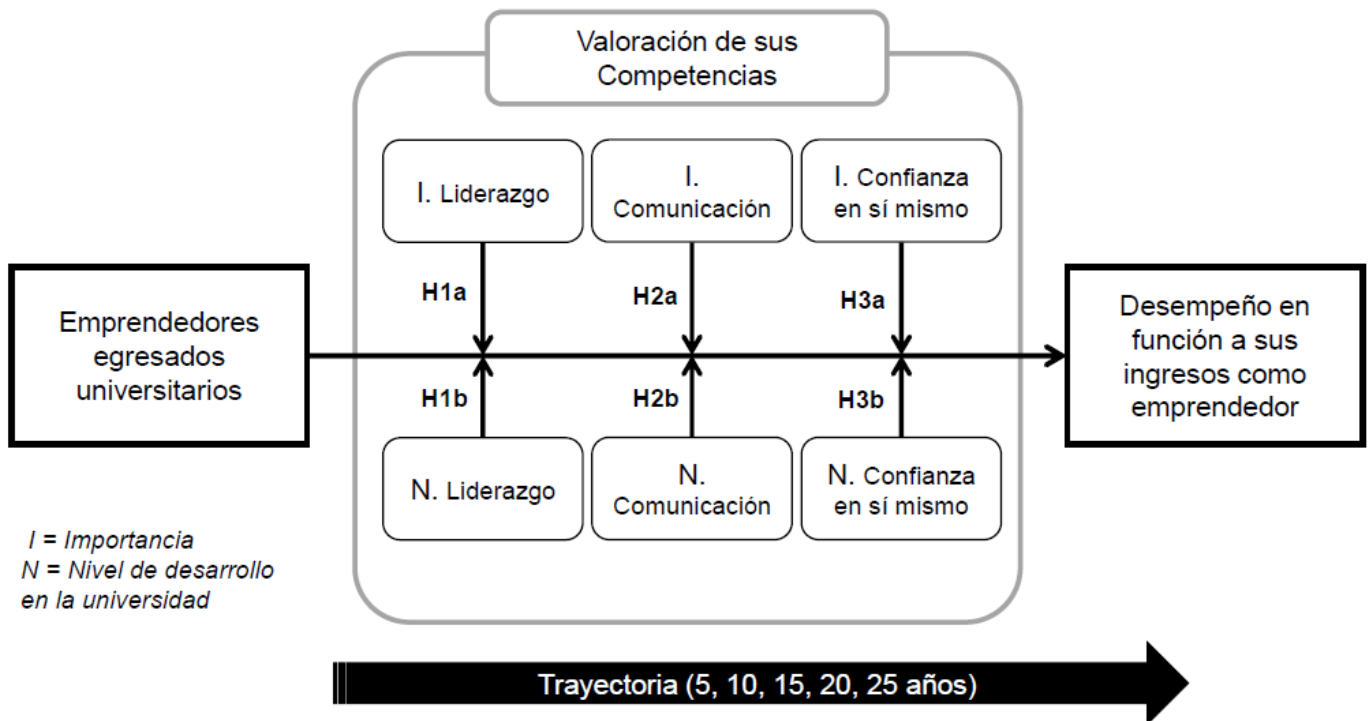 Valoración de sus
Competencias
I. Liderazgo
I.
Comunicación
I. Confianza
en sí mismo
H1a
H2a
H3a
Emprendedores
egresados
universitarios
Desempeño en
función a sus
ingresos como
emprendedor
H1b
H2b
H3b
N. Liderazgo
N.
Comunicación
N. Confianza
en sí mismo
I = Importancia
N = Nivel de desarrollo
en la universidad
Trayectoria (5, 10, 15, 20, 25 años)